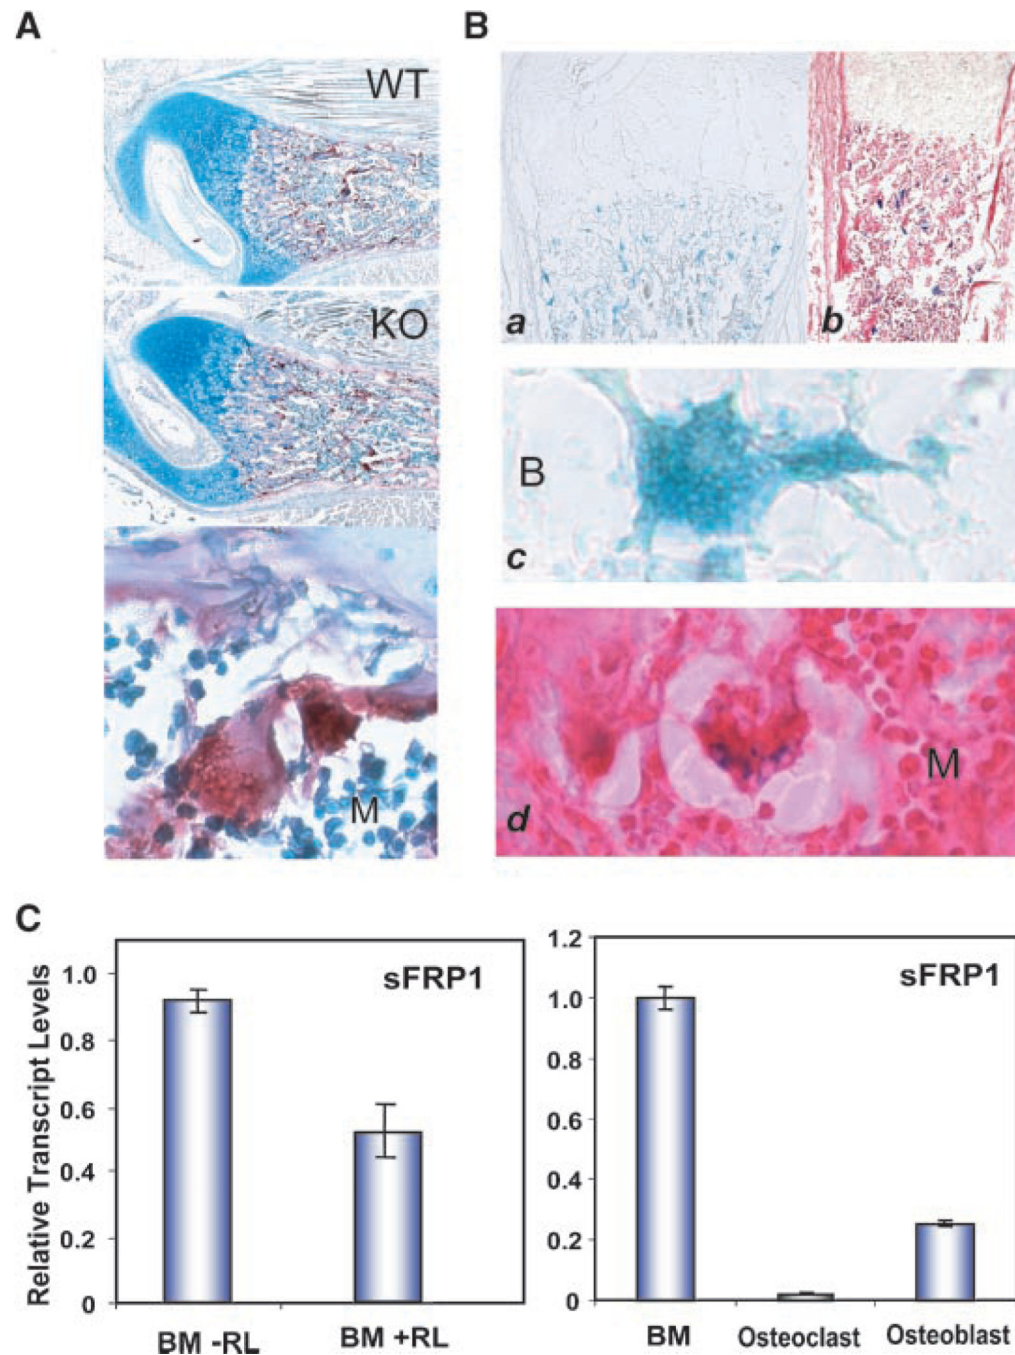 A
WT
KO
M
B
a
b
B
c
M
d
C
Relative Transcript Levels
1.0
0.8
0.6
0.4
0.2
0
sFRP1
BM -RL
BM +RL
1.2
1.0
0.8
0.6
0.4
0.2
0
sFRP1
BM
Osteoclast
Osteoblast